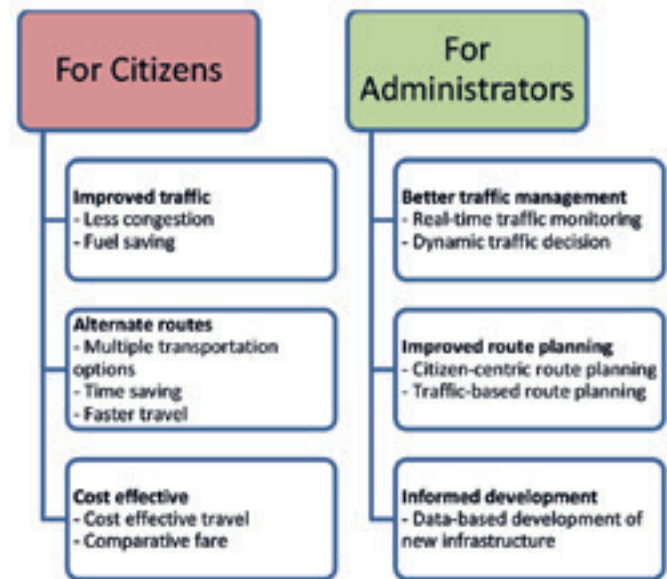 For Citizens
Improved traffic
- Less congestion
- Fuel saving
Alternate routes
- Multiple transportation
options
- Time saving
- Faster travel
Cost effective
- Cost effective travel
- Comparative fare
For
Administrators
Better traffic management
- Real-time traffic monitoring
- Dynamic traffic decision
Improved route planning
- Citizen-centric route planning
- Traffic-based route planning
Informed development
- Data-based development of
new infrastructure